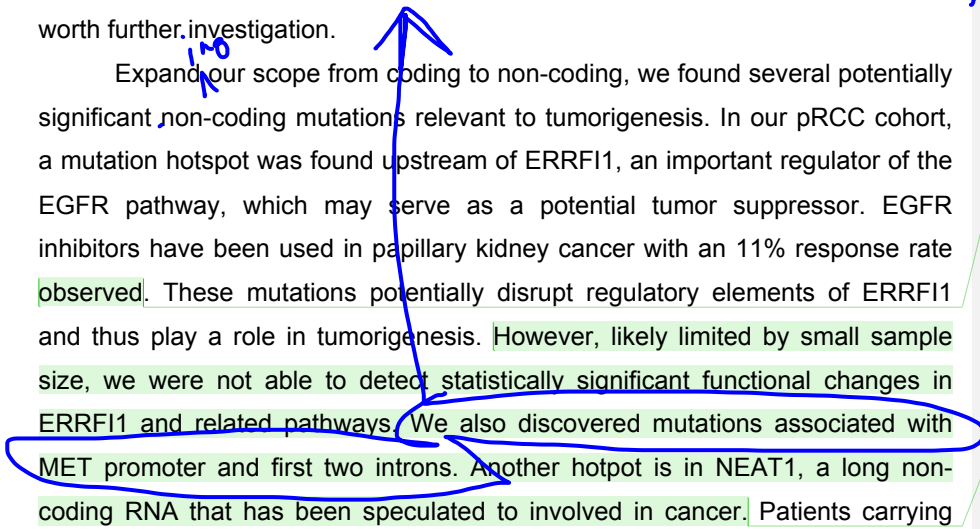 worth further investigation.
ing
Expand our scope from coding to non-coding, we found several potentially
significant non-coding mutations relevant to tumorigenesis. In our pRCC cohort,
a mutation hotspot was found upstream of ERRFI1, an important regulator of the
EGFR pathway, which may serve as a potential tumor suppressor. EGFR
inhibitors have been used in papillary kidney cancer with an 11% response rate
observed. These mutations potentially disrupt regulatory elements of ERRFI1
and thus play a role in tumorigenesis. However, likely limited by small sample
size, we were not able to detect statistically significant functional changes in
ERRFI1 and related pathways. We also discovered mutations associated with
MET promoter and first two introns. Another hotpot is in NEAT1, a long non-
coding RNA that has been speculated to involved in cancer. Patients carrying